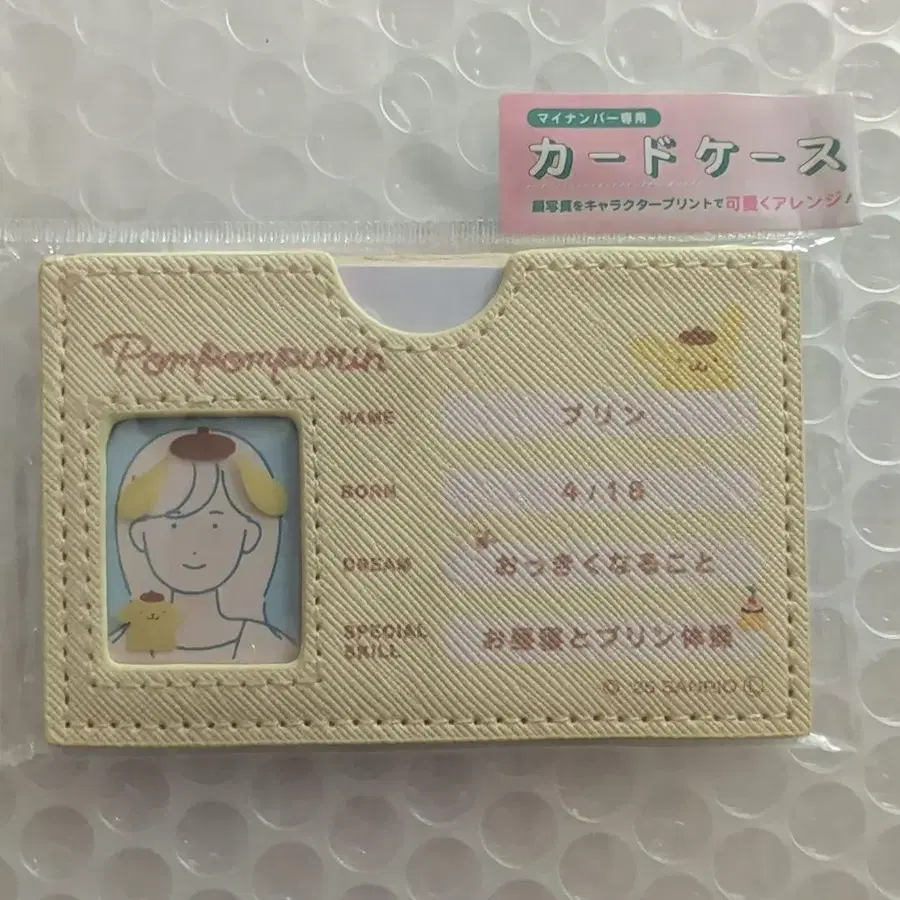 マイナンバー専用
カードケース
顔写真をキャラクタープリントで可愛くアレンジ!
Pompompurin
NAME プリン
BORN 4/16
DREAM おっきくなること
SPECIAL SKILL お昼寝とプリン体操
© '25 SANRIO Ⓛ